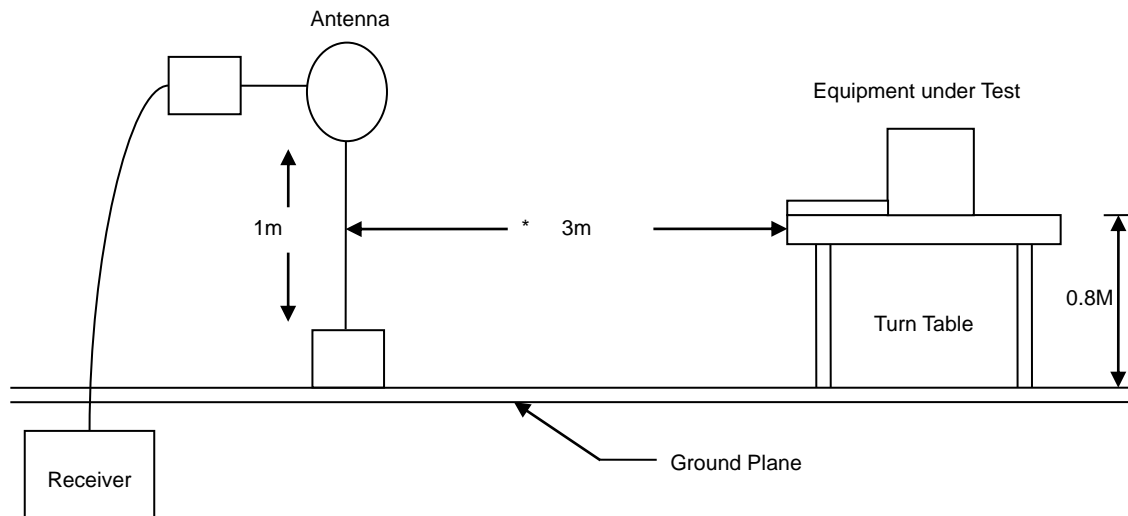 Antenna
Equipment under Test
1m
* 3m
0.8M
Turn Table
Ground Plane
Receiver